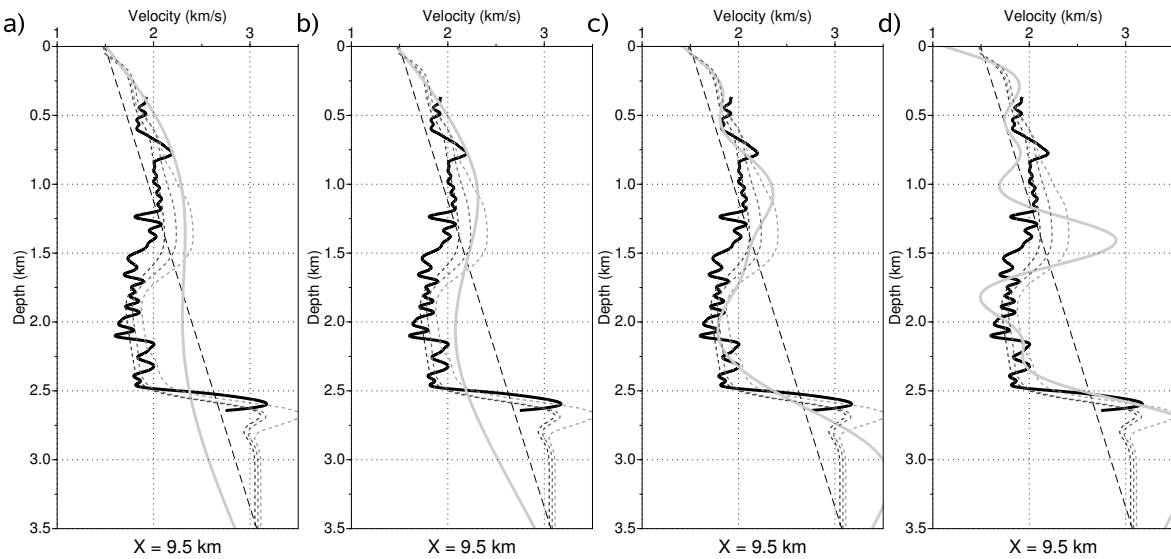 a) Velocity (km/s)
1 2 3
0
0.5
1.0
1.5
2.0
2.5
3.0
3.5
Depth (km)
X = 9.5 km
b) Velocity (km/s)
1 2 3
0
0.5
1.0
1.5
2.0
2.5
3.0
3.5
Depth (km)
X = 9.5 km
c) Velocity (km/s)
1 2 3
0
0.5
1.0
1.5
2.0
2.5
3.0
3.5
Depth (km)
X = 9.5 km
d) Velocity (km/s)
1 2 3
0
0.5
1.0
1.5
2.0
2.5
3.0
3.5
Depth (km)
X = 9.5 km